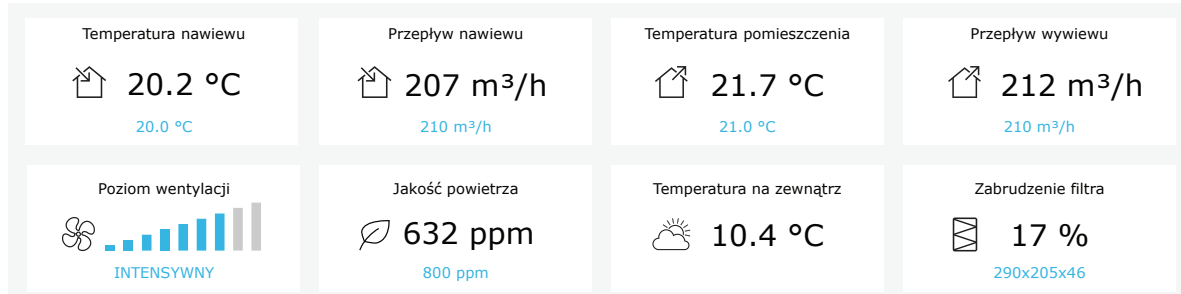 Temperatura nawiewu
20.2 °C
20.0 °C
Przepływ nawiewu
207 m³/h
210 m³/h
Temperatura pomieszczenia
21.7 °C
21.0 °C
Przepływ wywiewu
212 m³/h
210 m³/h
Poziom wentylacji
INTENSYWNY
Jakość powietrza
632 ppm
800 ppm
Temperatura na zewnątrz
10.4 °C
Zabrudzenie filtra
17 %
290x205x46